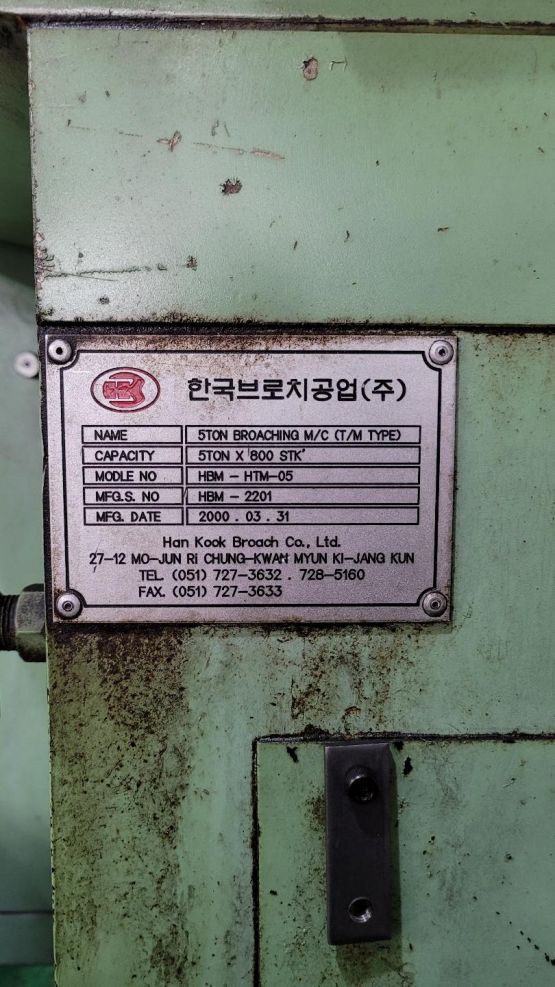 한국브로치공업(주)
NAME 5TON BROACHING M/C (T/M TYPE)
CAPACITY 5TON X 800 STK'
MODLE NO HBM - HTM-05
MFG.S. NO HBM - 2201
MFG. DATE 2000 . 03 . 31
Han Kook Broach Co., Ltd.
27-12 MO-JUN Ri CHUNG-KWAN MYUN KI-JANG KUN
TEL. (051) 727-3632 . 728-5160
FAX. (051) 727-3633